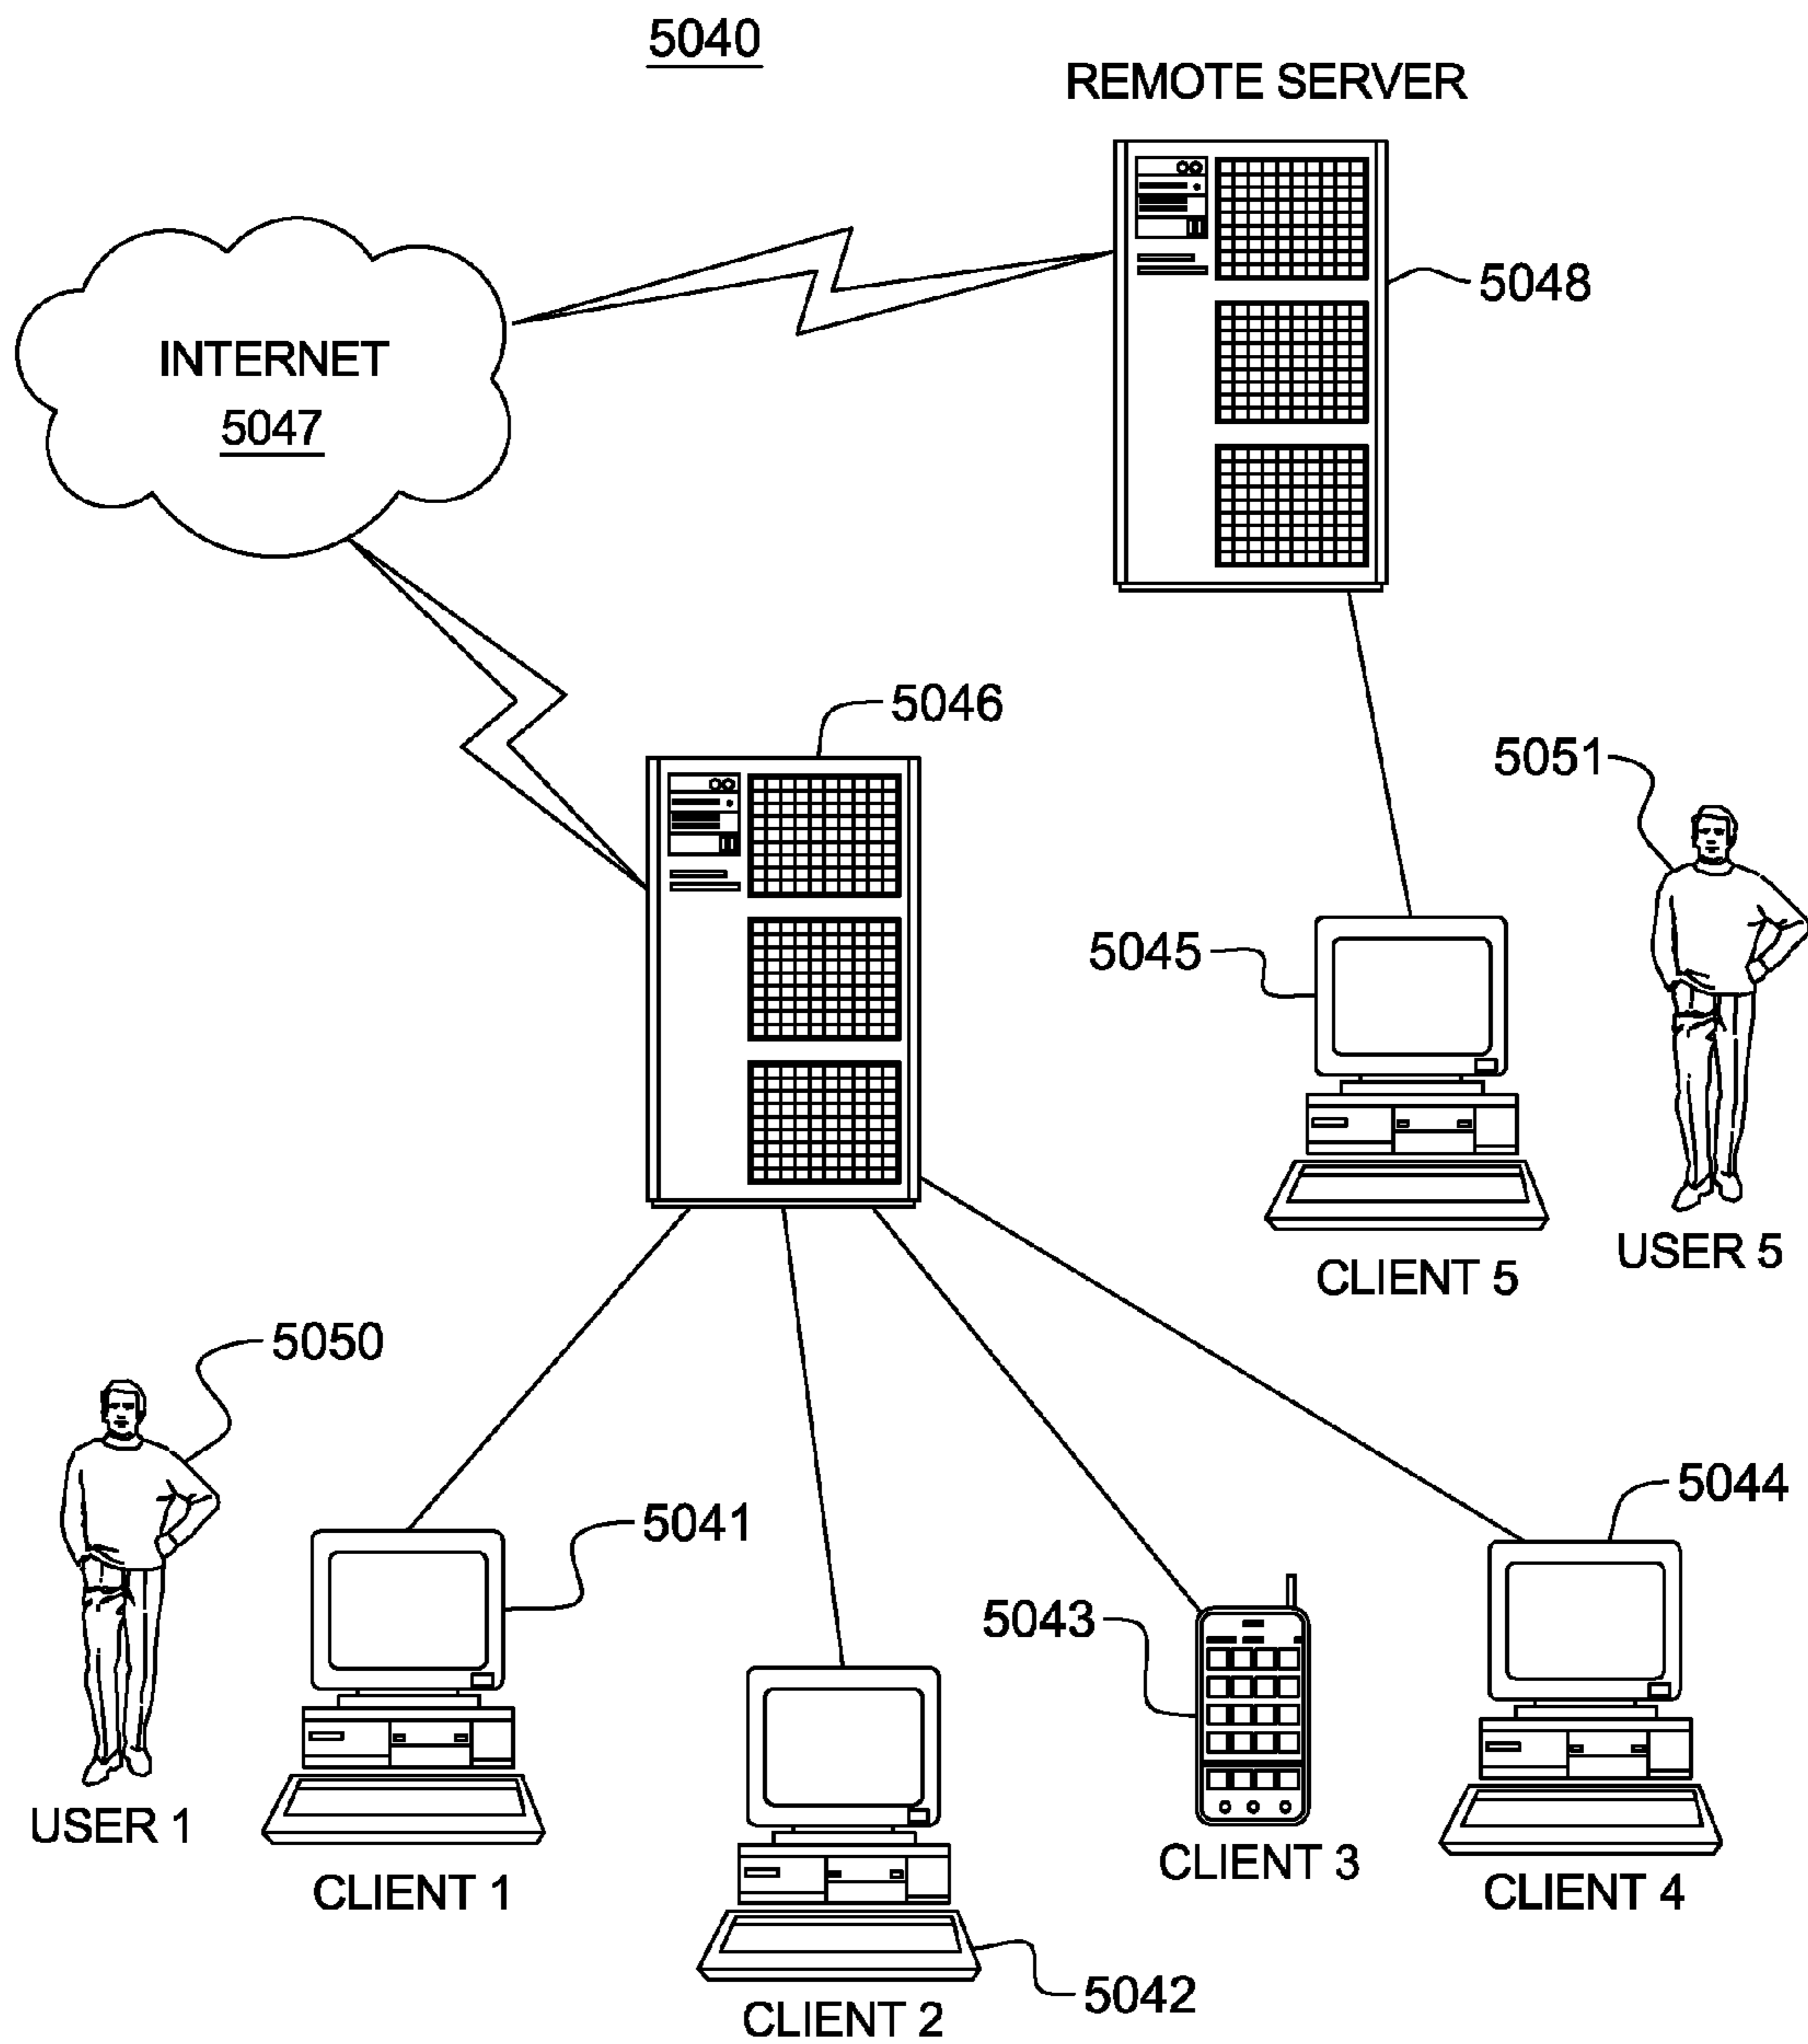 5040
REMOTE SERVER
5048
INTERNET
5047
5046
5051
5045
USER 5
CLIENT 5
5050
5041
5044
5043
USER 1
CLIENT 1
CLIENT 3
CLIENT 4
5042
CLIENT 2